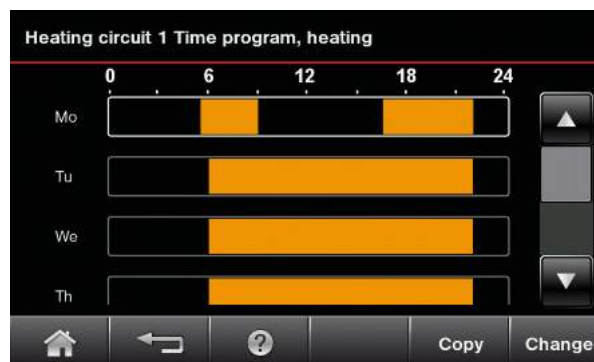 Heating circuit 1 Time program, heating
0 6 12 18 24
Mo
Tu
We
Th
? Copy Change